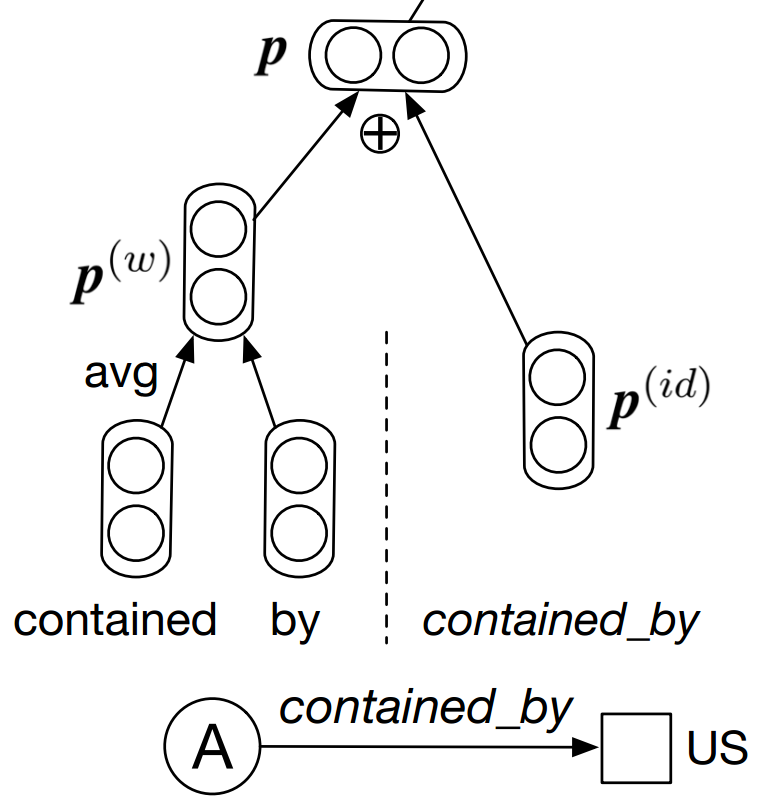 p
⊕
p^(w)
avg
p^(id)
contained by contained_by
contained_by
A US